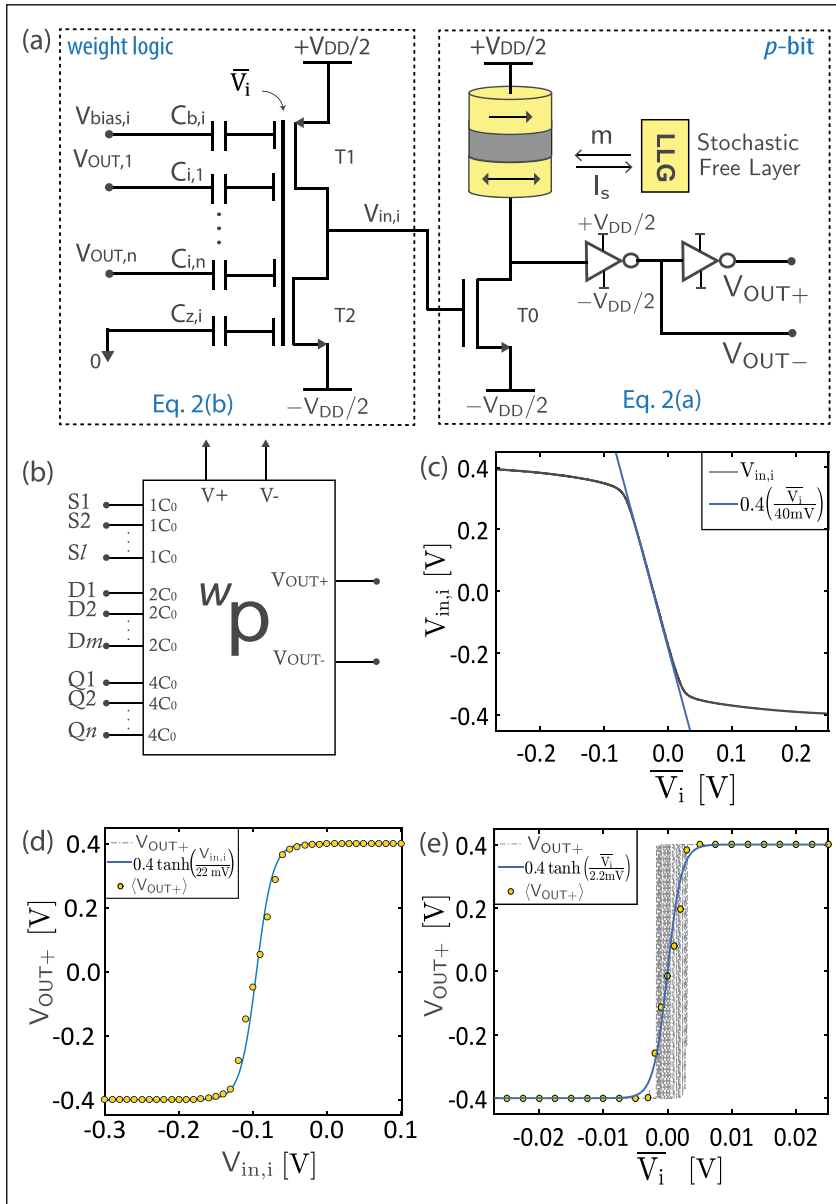 (a)
weight logic
+VDD/2
V̅i
Vbias,i
Cb,i
T1
VOUT,1
Ci,1
Vin,i
VOUT,n
Ci,n
Cz,i
T2
0
Eq. 2(b)
−VDD/2
p-bit
+VDD/2
m
Is
LLG
Stochastic
Free Layer
+VDD/2
−VDD/2
VOUT+
T0
VOUT−
−VDD/2
Eq. 2(a)
(b)
V+ V-
S1 1C0
S2 1C0
Sl 1C0
D1 2C0
D2 2C0
Dm 2C0
Q1 4C0
Q2 4C0
Qn 4C0
wp
VOUT+
VOUT-
(c)
Vin,i
0.4(V̅i/40mV)
Vin,i [V]
0.4
0.2
0.0
-0.2
-0.4
-0.2 -0.1 0.0 0.1 0.2
V̅i [V]
(d)
VOUT+
0.4 tanh(Vin,i/22 mV)
⟨VOUT+⟩
VOUT+ [V]
0.4
0.2
0.0
-0.2
-0.4
-0.3 -0.2 -0.1 0.0 0.1
Vin,i [V]
(e)
VOUT+
0.4 tanh(V̅i/2.2mV)
⟨VOUT+⟩
VOUT+ [V]
0.4
0.2
0.0
-0.2
-0.4
-0.02 -0.01 0.00 0.01 0.02
V̅i [V]